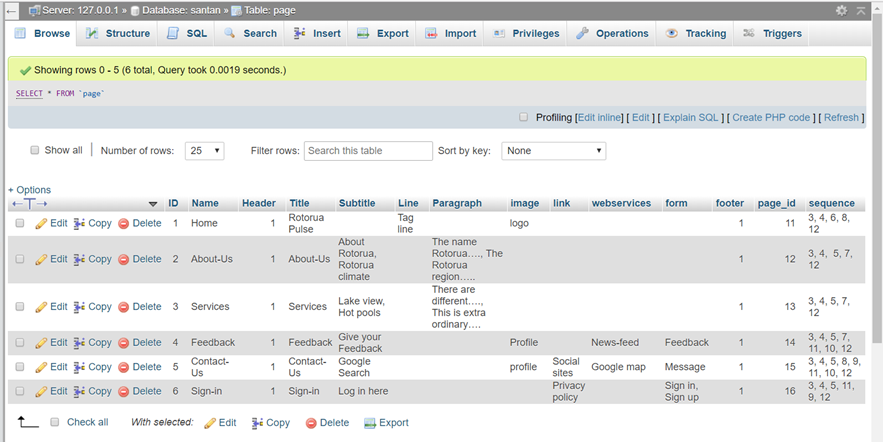 Server: 127.0.0.1 » Database: santan » Table: page
Browse Structure SQL Search Insert Export Import Privileges Operations Tracking Triggers
Showing rows 0 - 5 (6 total, Query took 0.0019 seconds.)
SELECT * FROM `page`
Profiling [Edit inline] [ Edit ] [ Explain SQL ] [ Create PHP code ] [ Refresh ]
Show all Number of rows: 25 Filter rows: Search this table Sort by key: None
+ Options
←T→ ID Name Header Title Subtitle Line Paragraph image link webservices form footer page_id sequence
Edit Copy Delete 1 Home 1 Rotorua Pulse Tag line logo 1 11 3, 4, 6, 8, 12
Edit Copy Delete 2 About-Us 1 About-Us About Rotorua, Rotorua climate The name Rotorua…., The Rotorua region….. 1 12 3, 4, 5, 7, 12
Edit Copy Delete 3 Services 1 Services Lake view, Hot pools There are different…., This is extra ordinary…. 1 13 3, 4, 5, 7, 12
Edit Copy Delete 4 Feedback 1 Feedback Give your Feedback Profile News-feed Feedback 1 14 3, 4, 5, 7, 11, 10, 12
Edit Copy Delete 5 Contact-Us 1 Contact-Us Google Search profile Social sites Google map Message 1 15 3, 4, 5, 8, 9, 11, 10, 12
Edit Copy Delete 6 Sign-in 1 Sign-in Log in here Privacy policy Sign in, Sign up 1 16 3, 4, 5, 11, 9, 12
Check all With selected: Edit Copy Delete Export